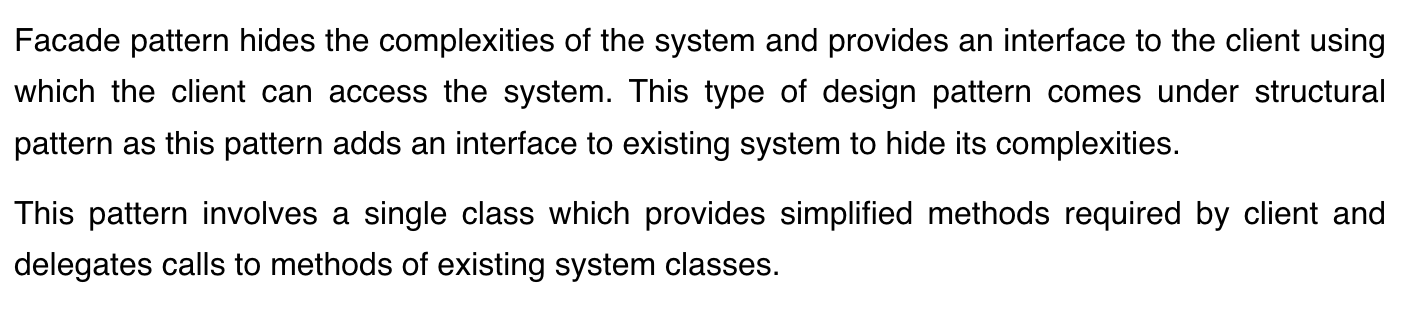 Facade pattern hides the complexities of the system and provides an interface to the client using
which the client can access the system. This type of design pattern comes under structural
pattern as this pattern adds an interface to existing system to hide its complexities.
This pattern involves a single class which provides simplified methods required by client and
delegates calls to methods of existing system classes.